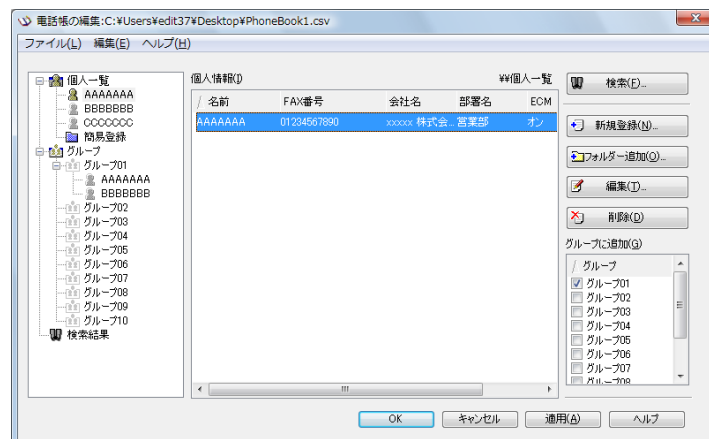 電話帳の編集:C:¥Users¥edit37¥Desktop¥PhoneBook1.csv
ファイル(L) 編集(E) ヘルプ(H)
個人一覧
AAAAAAA
BBBBBBB
CCCCCCC
簡易登録
グループ
グループ01
AAAAAAA
BBBBBBB
グループ02
グループ03
グループ04
グループ05
グループ06
グループ07
グループ08
グループ09
グループ10
検索結果
個人情報(I) ¥¥個人一覧
/ 名前 FAX番号 会社名 部署名 ECM
AAAAAAA 01234567890 xxxxx 株式会... 営業部 オン
検索(F)...
新規登録(N)...
フォルダー追加(O)...
編集(T)...
削除(D)
グループに追加(G)
/ グループ
グループ01
グループ02
グループ03
グループ04
グループ05
グループ06
グループ07
グループ08
OK キャンセル 適用(A) ヘルプ